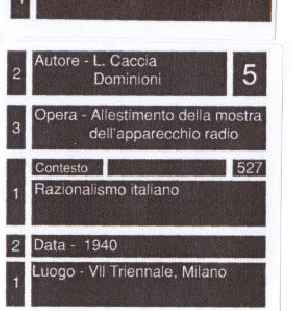 1
2 Autore - L. Caccia 5
Dominioni
3 Opera - Allestimento della mostra
dell'apparecchio radio
Contesto 527
1 Razionalismo italiano
2 Data - 1940
1 Luogo - VII Triennale, Milano